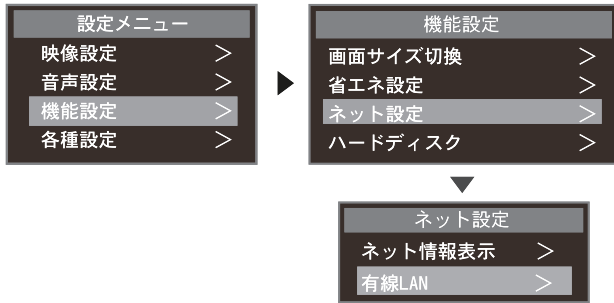 設定メニュー
映像設定 ＞
音声設定 ＞
機能設定 ＞
各種設定 ＞
機能設定
画面サイズ切換 ＞
省エネ設定 ＞
ネット設定 ＞
ハードディスク ＞
ネット設定
ネット情報表示 ＞
有線LAN ＞